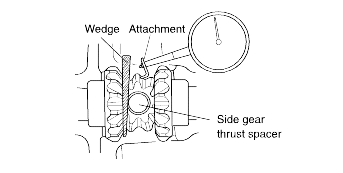 Wedge Attachment
Side gear
thrust spacer